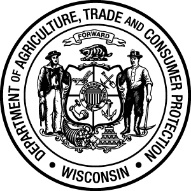 DEPARTMENT OF AGRICULTURE, TRADE AND CONSUMER PROTECTION
• WISCONSIN •
FORWARD